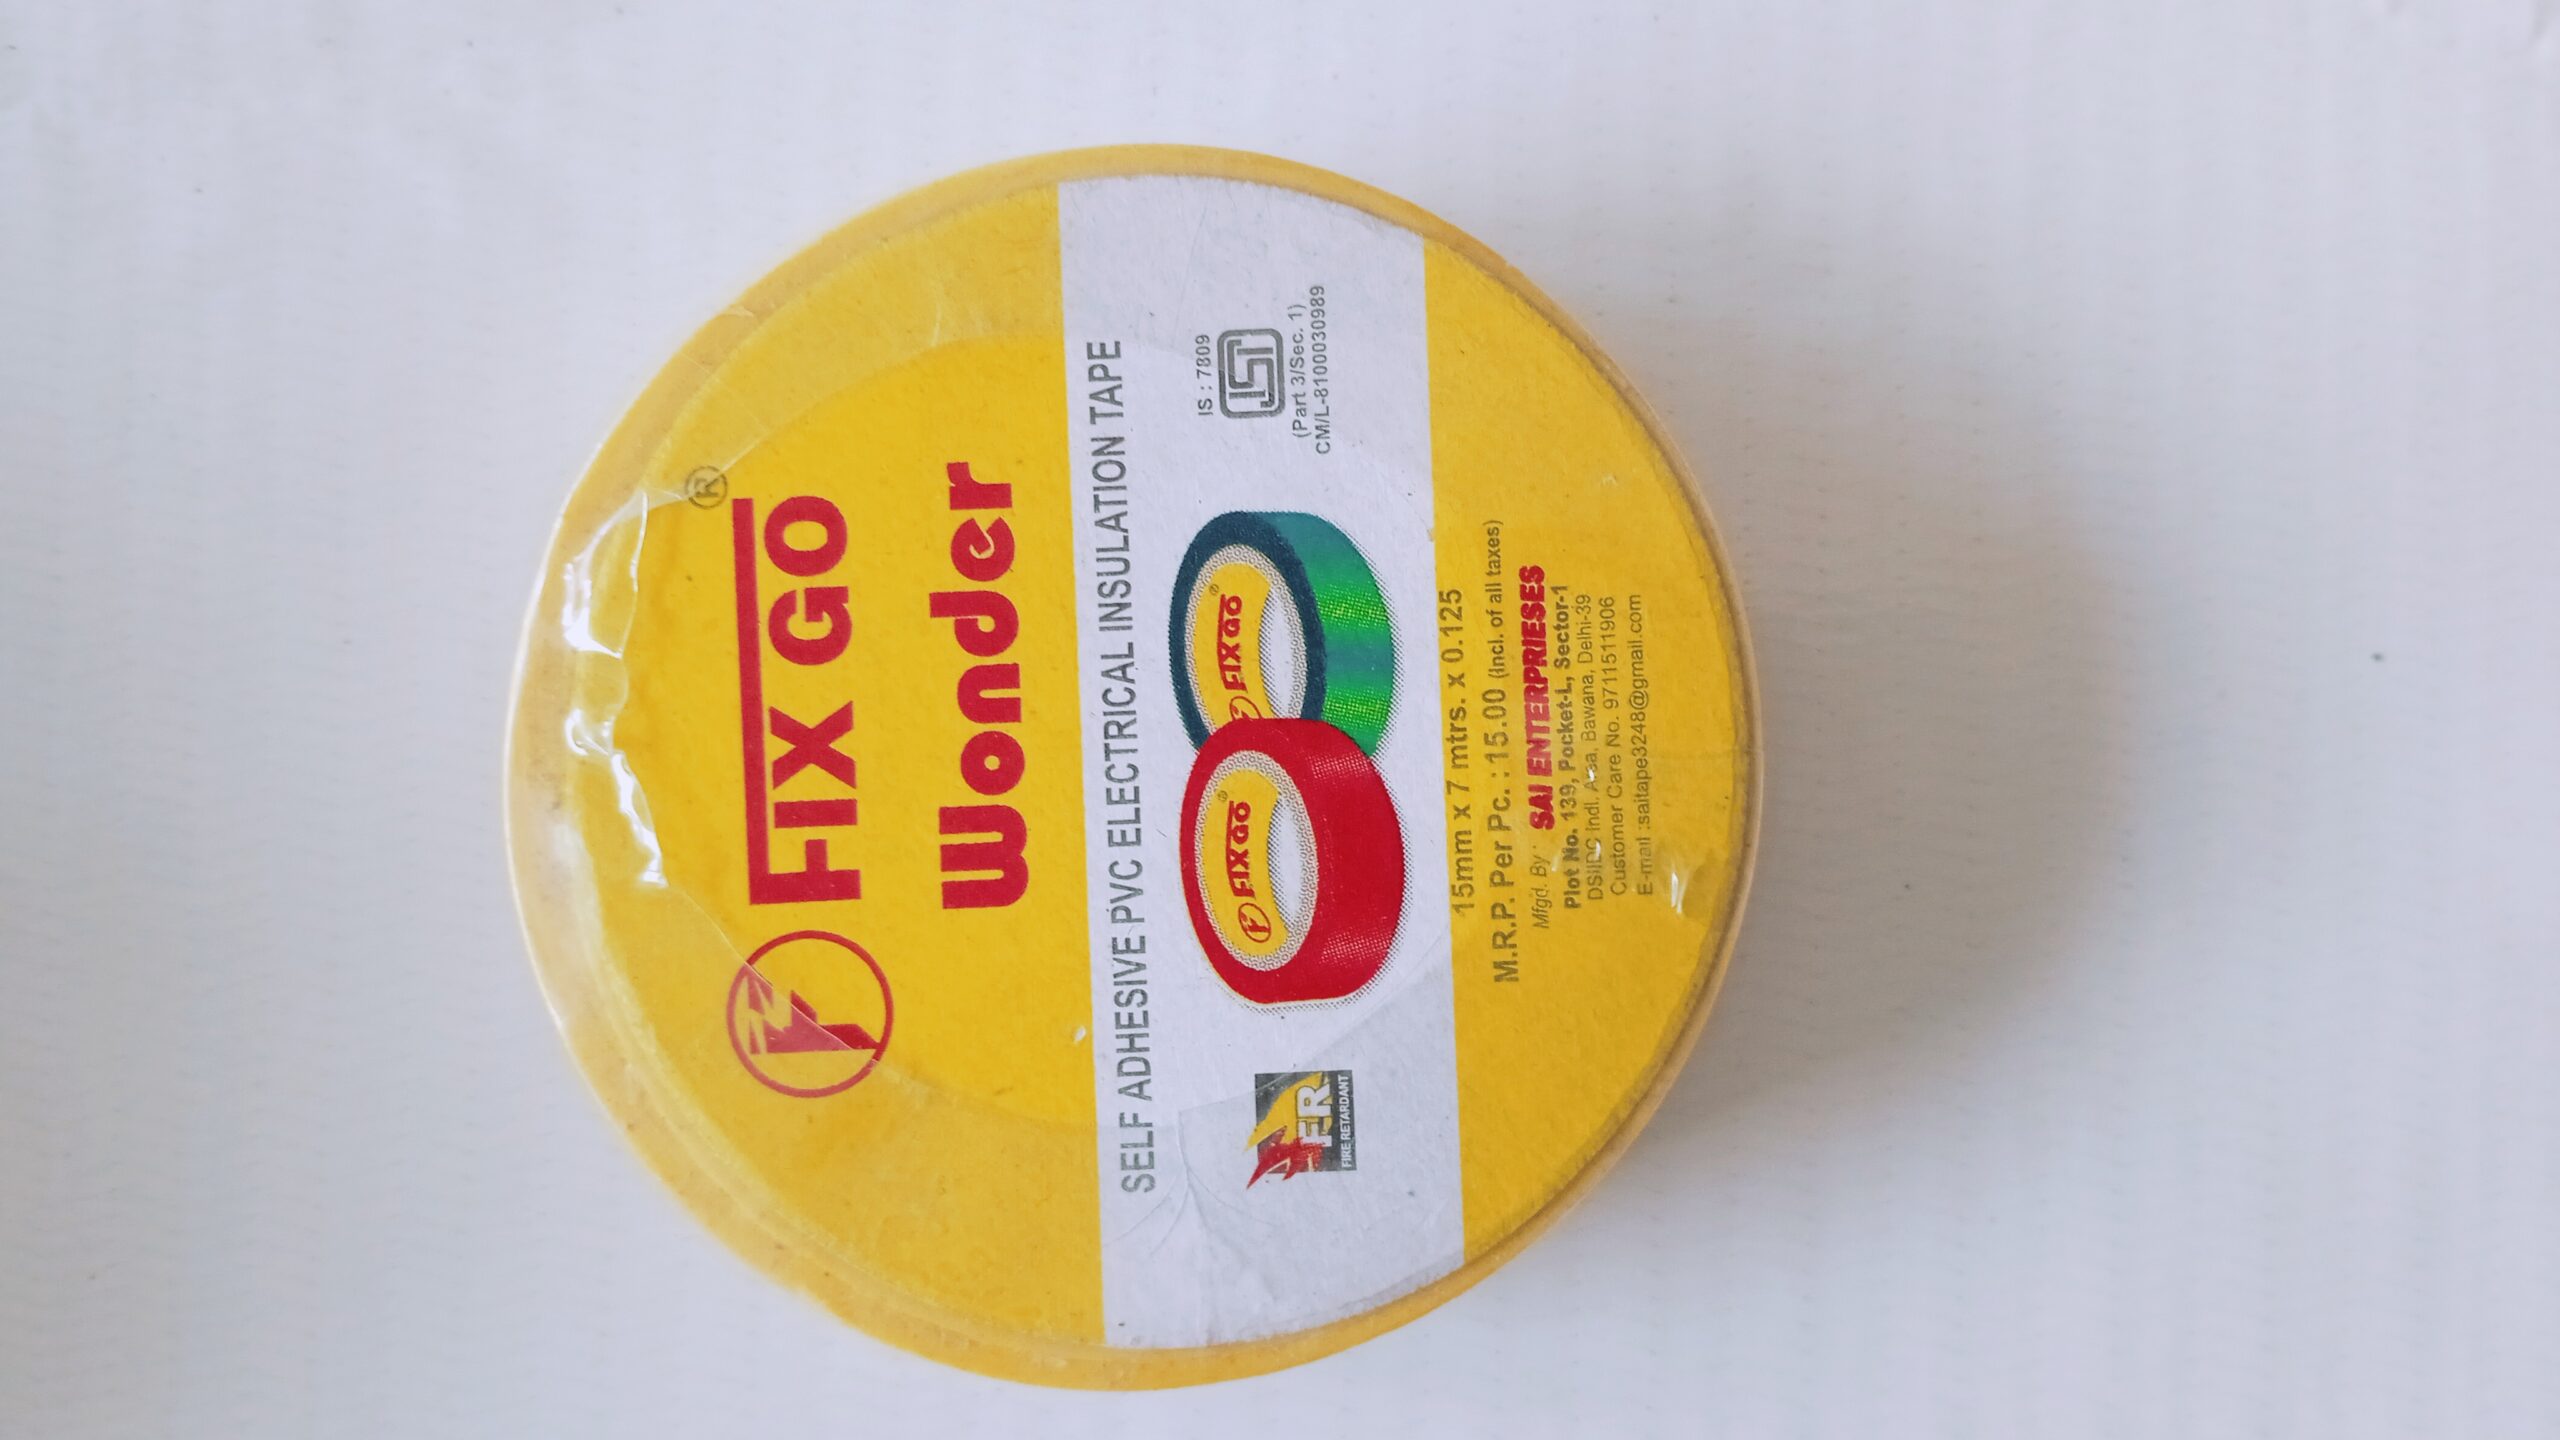 FIX GO®
Wonder
SELF ADHESIVE PVC ELECTRICAL INSULATION TAPE
FR
FIRE RETARDANT
FIX GO®
FIX GO®
IS : 7809
ISI
(Part 3/Sec. 1)
CM/L-8100030989
15mm x 7 mtrs. x 0.125
M.R.P. Per Pc. : 15.00 (Incl. of all taxes)
Mfgd. By : SAI ENTERPRIESES
Plot No. 139, Pocket-L, Sector-1
DSIIDC Indl. Area, Bawana, Delhi-39
Customer Care No. 9711511906
E-mail :saitape3248@gmail.com